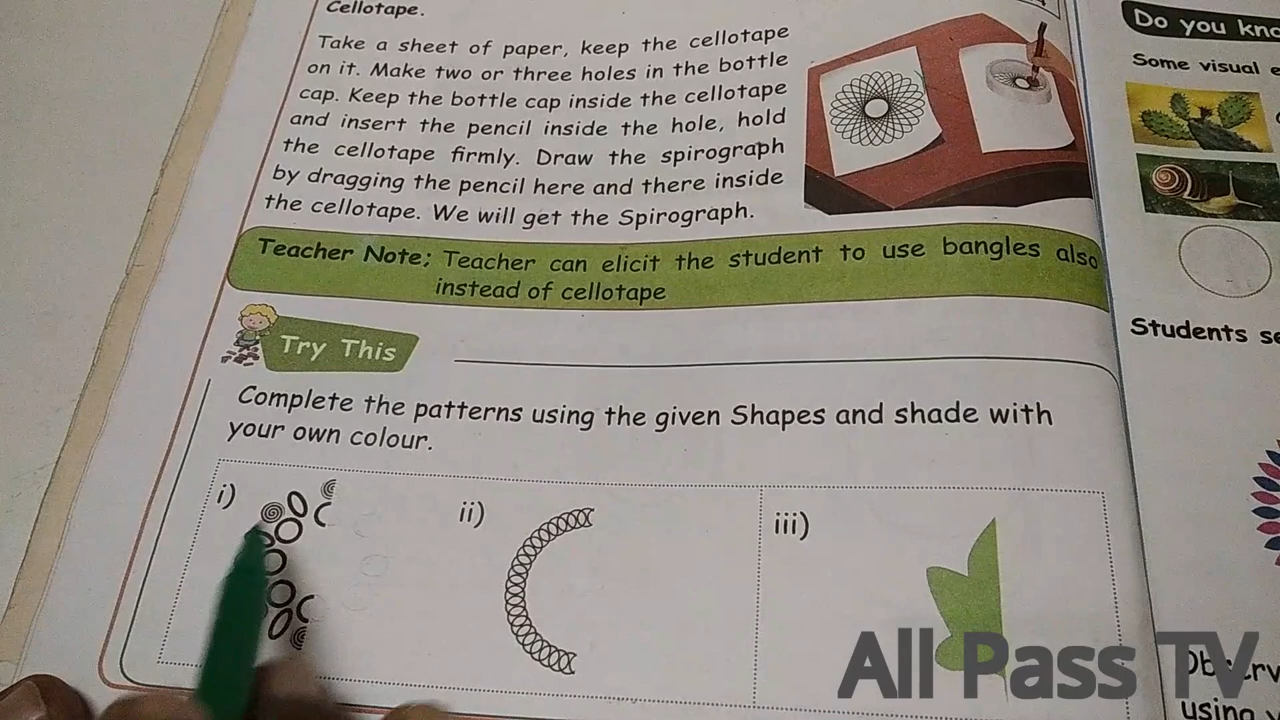 Cellotape.
Take a sheet of paper, keep the cellotape
on it. Make two or three holes in the bottle
cap. Keep the bottle cap inside the cellotape
and insert the pencil inside the hole, hold
the cellotape firmly. Draw the spirograph
by dragging the pencil here and there inside
the cellotape. We will get the Spirograph.
Teacher Note; Teacher can elicit the student to use bangles also
instead of cellotape
Try This
Complete the patterns using the given Shapes and shade with
your own colour.
i)
ii)
iii)
Do you
Some visual
Students
using
All Pass TV